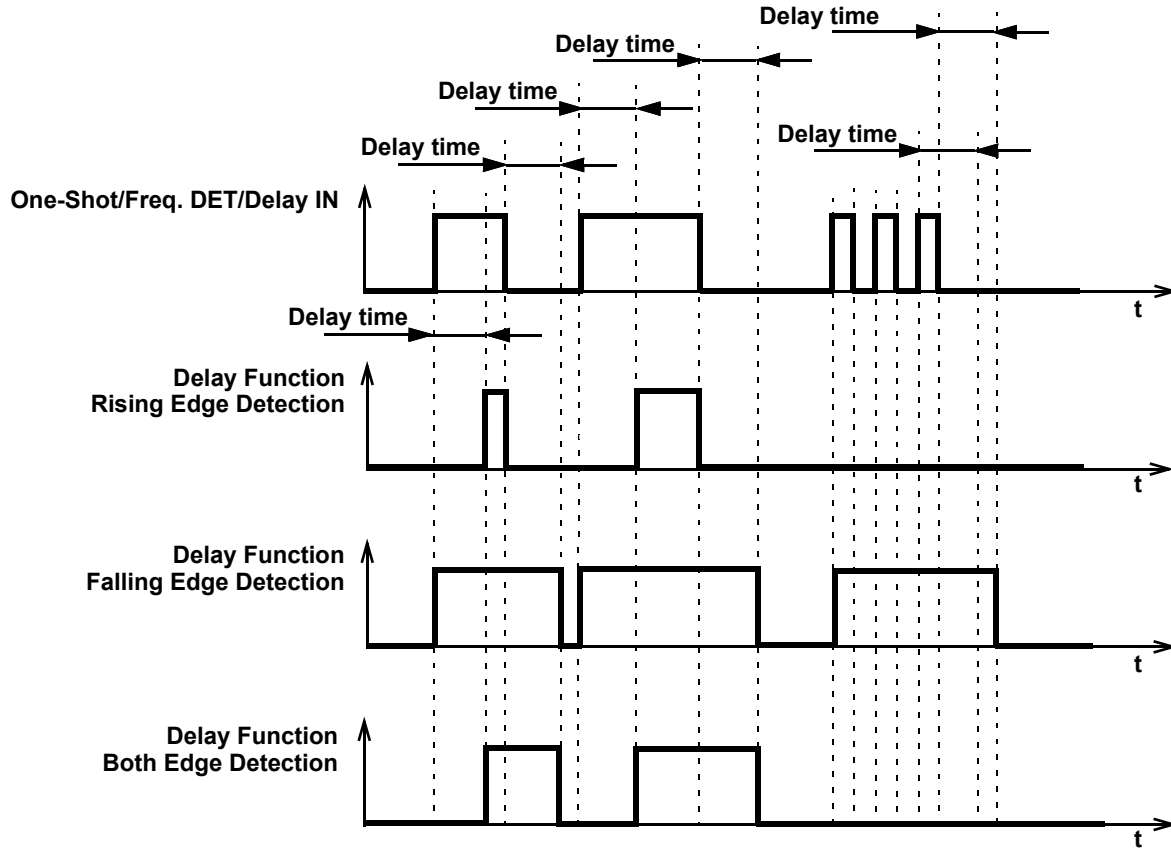 Delay time
Delay time
Delay time
Delay time
Delay time
One-Shot/Freq. DET/Delay IN
t
Delay time
Delay Function
Rising Edge Detection
t
Delay Function
Falling Edge Detection
t
Delay Function
Both Edge Detection
t